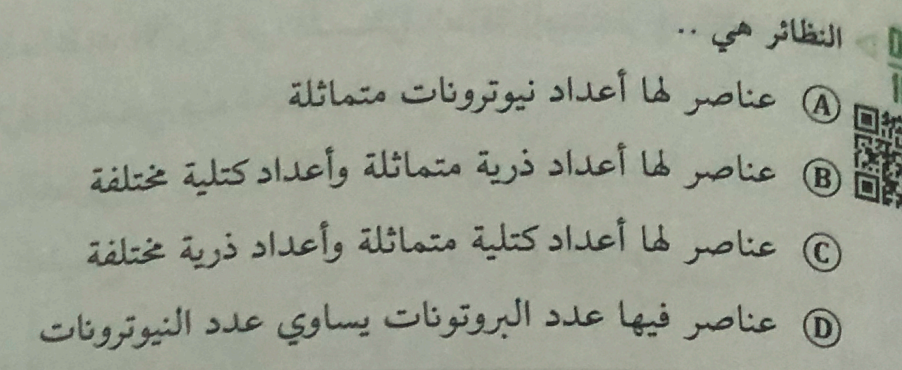 النظائر هي ..
A عناصر لها أعداد نيوترونات متماثلة
B عناصر لها أعداد ذرية متماثلة وأعداد كتلية مختلفة
C عناصر لها أعداد كتلية متماثلة وأعداد ذرية مختلفة
D عناصر فيها عدد البروتونات يساوي عدد النيوترونات